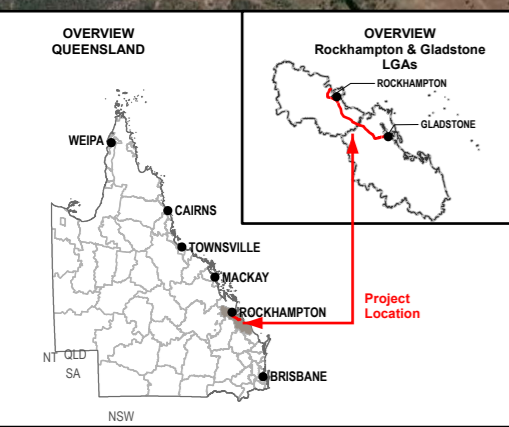 OVERVIEW
QUEENSLAND
WEIPA
CAIRNS
TOWNSVILLE
MACKAY
ROCKHAMPTON
BRISBANE
NT QLD
SA
NSW
OVERVIEW
Rockhampton & Gladstone
LGAs
ROCKHAMPTON
GLADSTONE
Project
Location